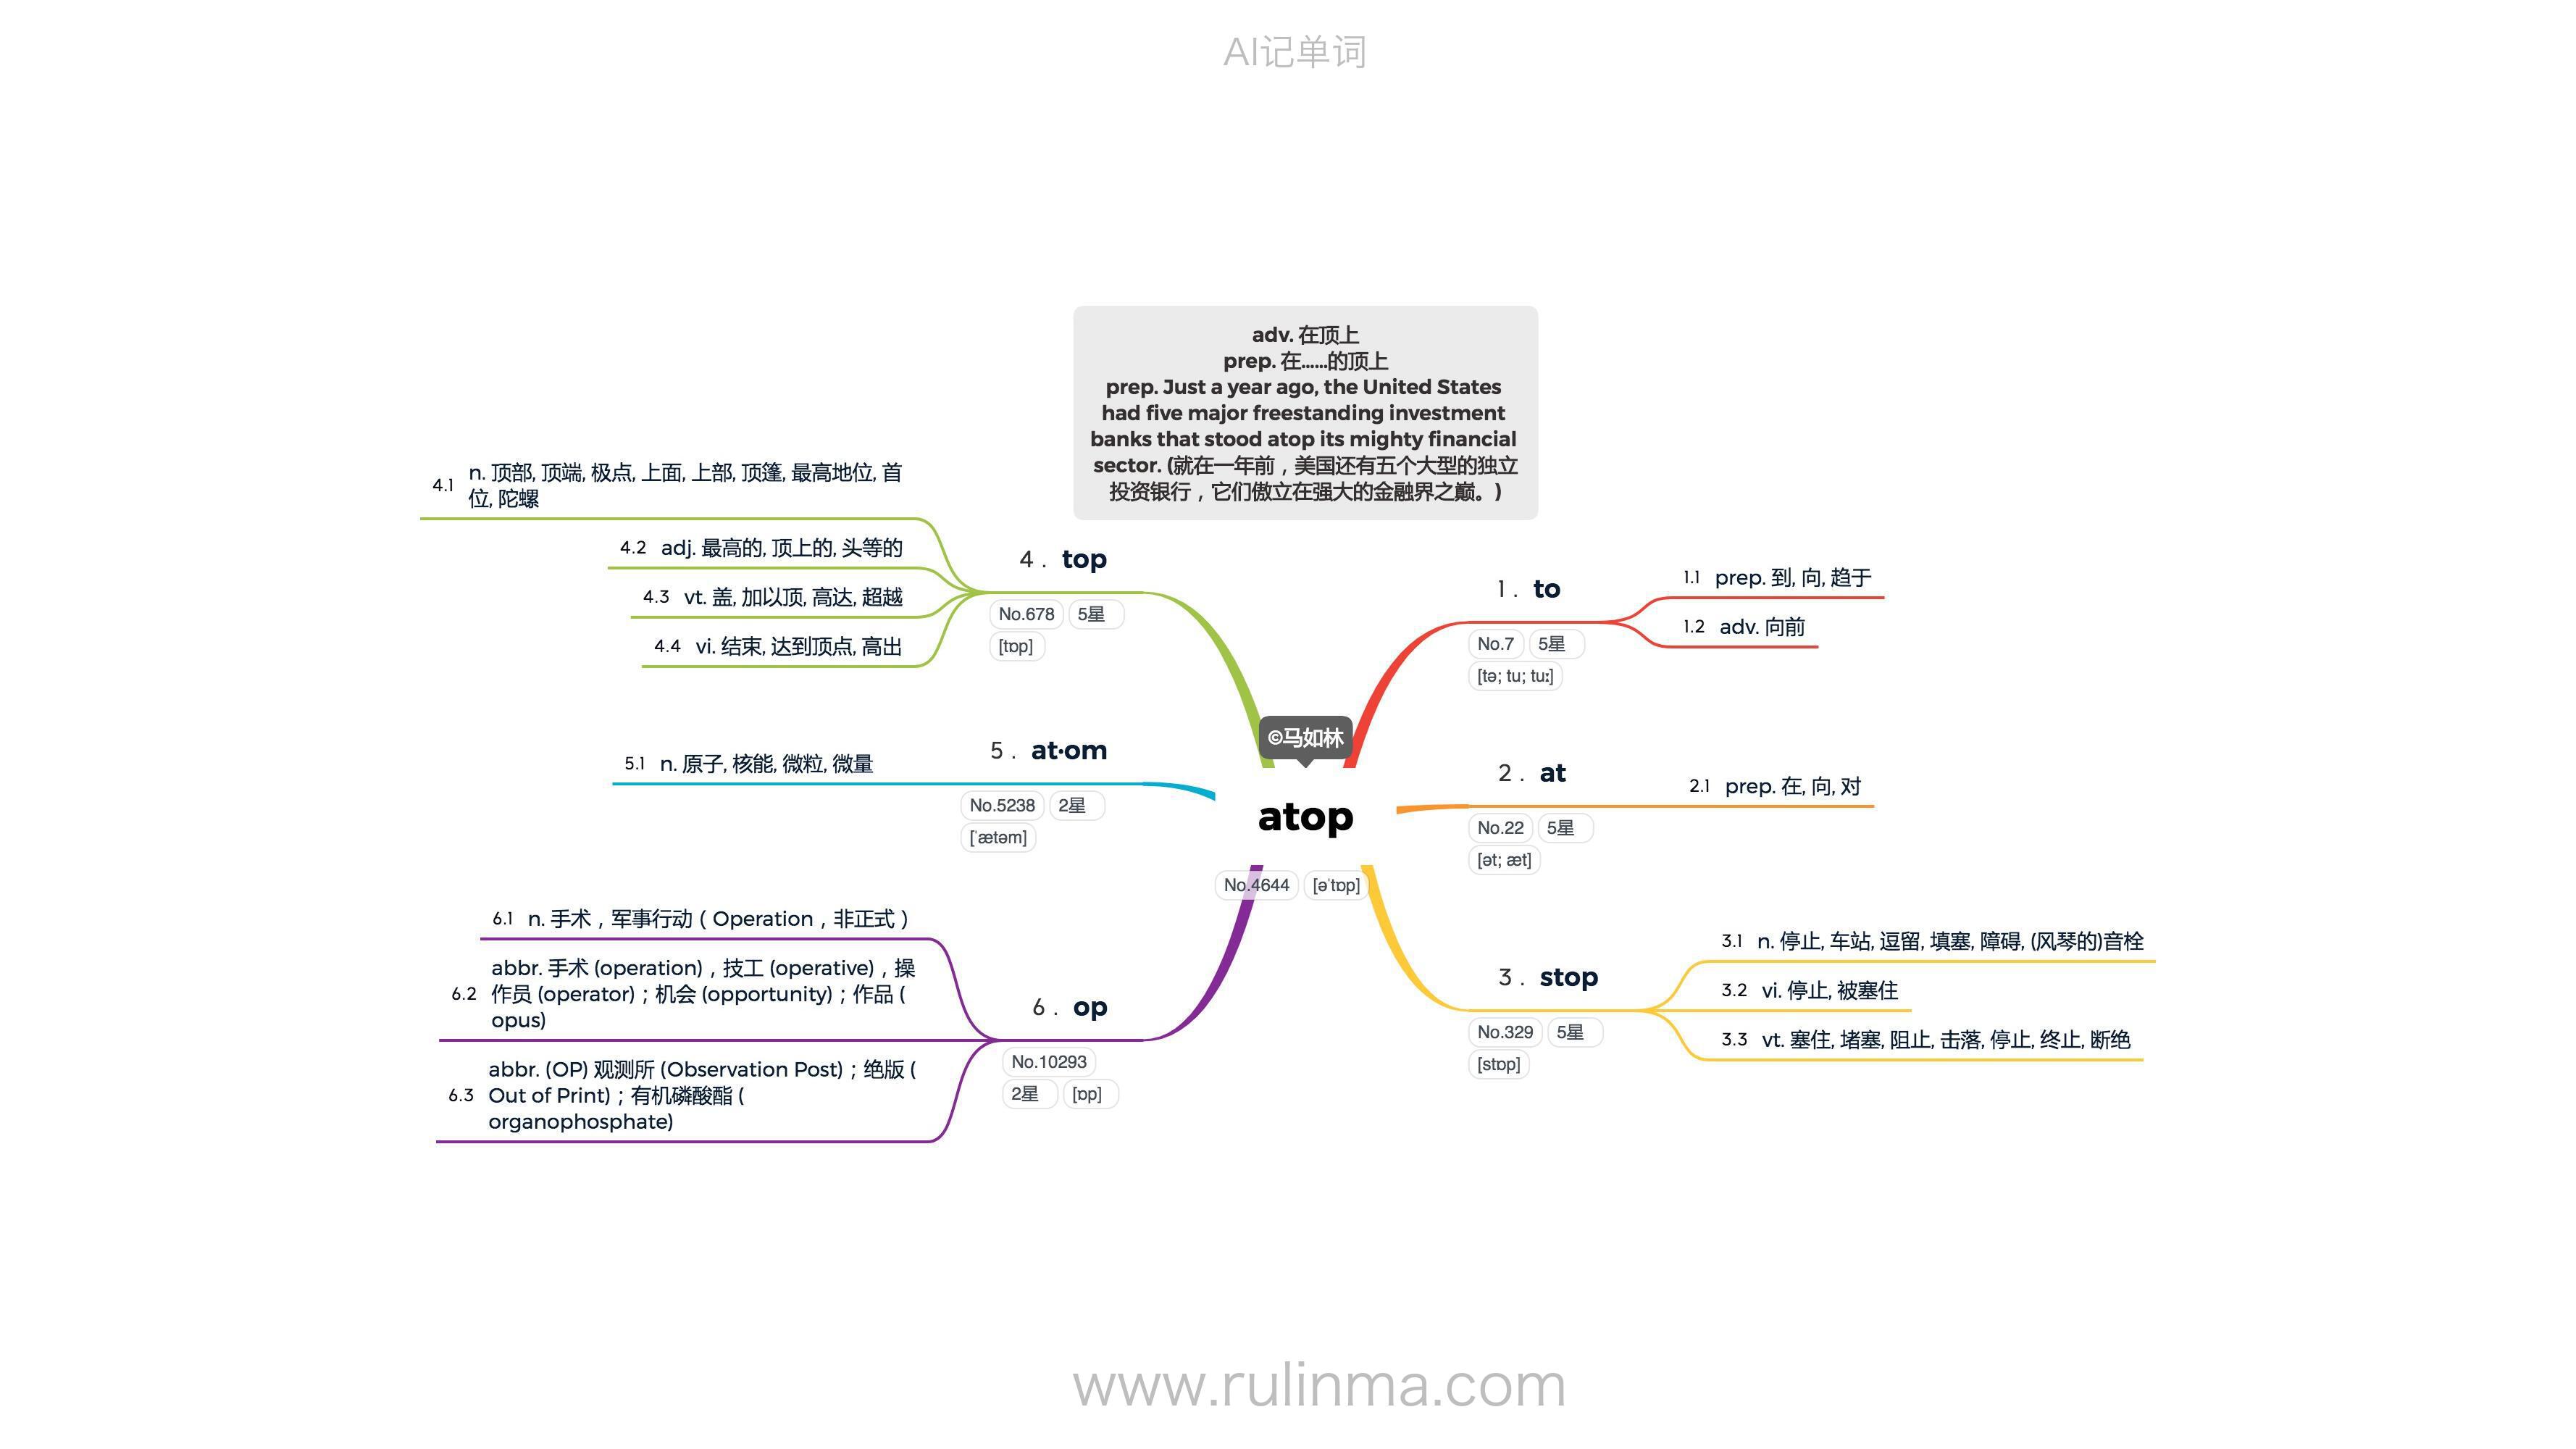 AI记单词
adv. 在顶上
prep. 在......的顶上
prep. Just a year ago, the United States
had five major freestanding investment
banks that stood atop its mighty financial
sector. (就在一年前，美国还有五个大型的独立
投资银行，它们傲立在强大的金融界之巅。)
©马如林
atop
No.4644 [əˈtɒp]
1. to
No.7 5星
[tə; tu; tuː]
1.1 prep. 到, 向, 趋于
1.2 adv. 向前
2. at
No.22 5星
[ət; æt]
2.1 prep. 在, 向, 对
3. stop
No.329 5星
[stɒp]
3.1 n. 停止, 车站, 逗留, 填塞, 障碍, (风琴的)音栓
3.2 vi. 停止, 被塞住
3.3 vt. 塞住, 堵塞, 阻止, 击落, 停止, 终止, 断绝
4. top
No.678 5星
[tɒp]
4.1 n. 顶部, 顶端, 极点, 上面, 上部, 顶篷, 最高地位, 首
位, 陀螺
4.2 adj. 最高的, 顶上的, 头等的
4.3 vt. 盖, 加以顶, 高达, 超越
4.4 vi. 结束, 达到顶点, 高出
5. at·om
No.5238 2星
[ˈætəm]
5.1 n. 原子, 核能, 微粒, 微量
6. op
No.10293
2星 [ɒp]
6.1 n. 手术，军事行动（Operation，非正式）
6.2 abbr. 手术 (operation)，技工 (operative)，操
作员 (operator)；机会 (opportunity)；作品 (
opus)
6.3 abbr. (OP) 观测所 (Observation Post)；绝版 (
Out of Print)；有机磷酸酯 (
organophosphate)
www.rulinma.com